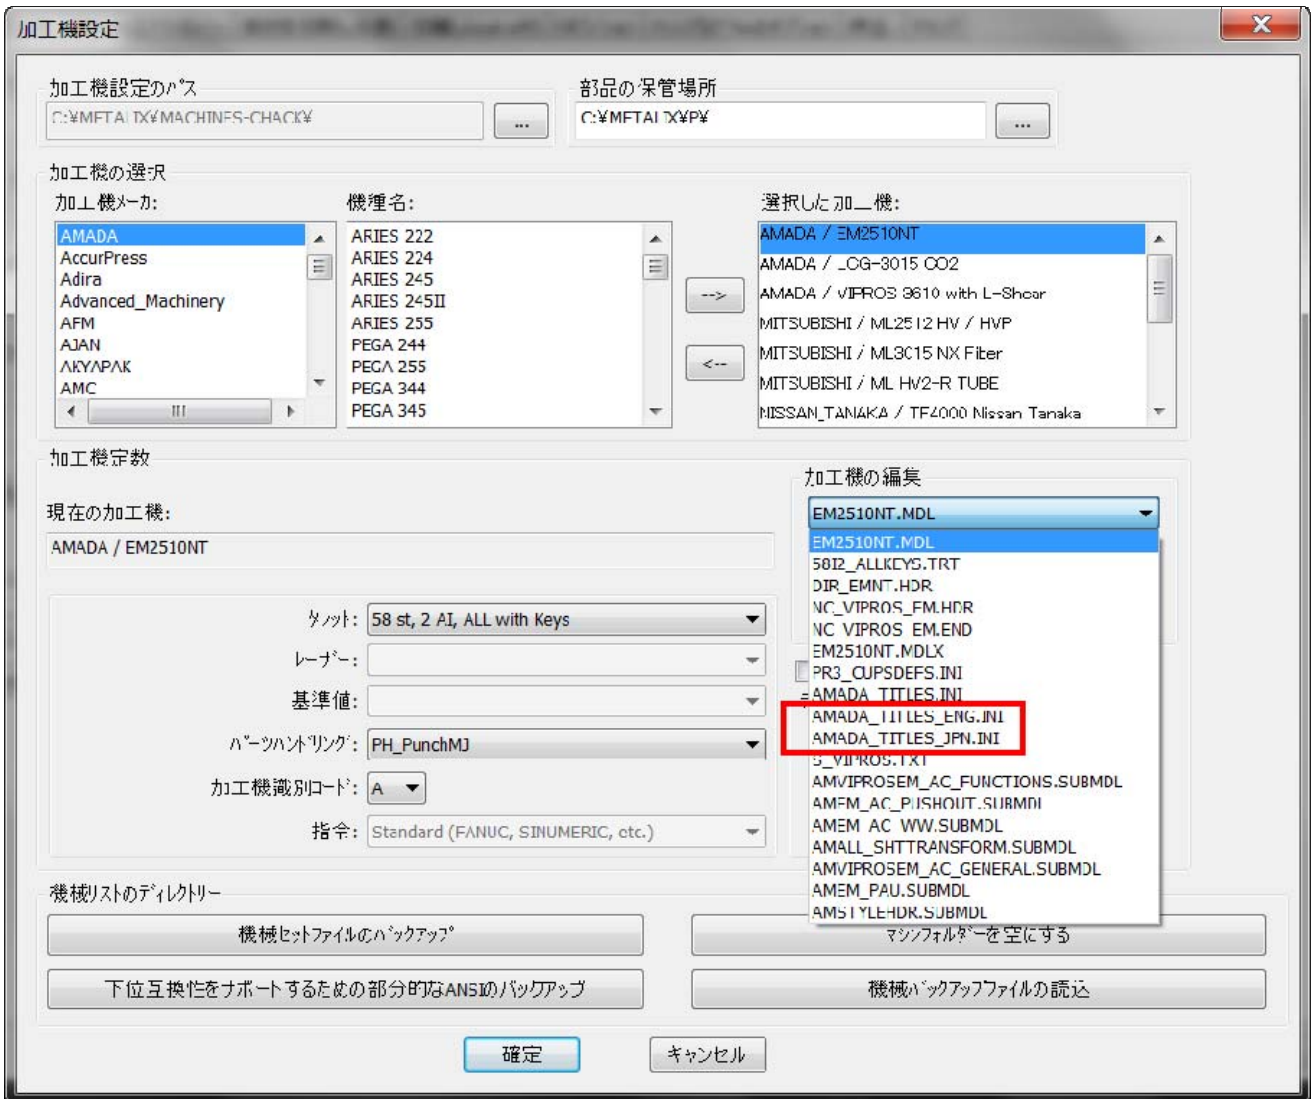 加工機設定
加工機設定のパス
C:¥METALIX¥MACHINES-CHACK¥
...
部品の保管場所
C:¥METALIX¥P¥
...
加工機の選択
加工機メーカ:
機種名:
選択した加工機:
AMADA
AccurPress
Adira
Advanced_Machinery
AFM
AJAN
AKYAPAK
AMC
ARIES 222
ARIES 224
ARIES 245
ARIES 245II
ARIES 255
PEGA 244
PEGA 255
PEGA 344
PEGA 345
-->
<--
AMADA / EM2510NT
AMADA / LCG-3015 CO2
AMADA / VIPROS 3610 with L-Shear
MITSUBISHI / ML2512 HV / HVP
MITSUBISHI / ML3015 NX Fiber
MITSUBISHI / ML HV2-R TUBE
NISSAN_TANAKA / TF4000 Nissan Tanaka
加工機定数
現在の加工機:
AMADA / EM2510NT
タレット:
58 st, 2 AI, ALL with Keys
レーザー:
基準値:
パーツハンドリング:
PH_PunchMJ
加工機識別コード:
A
指令:
Standard (FANUC, SINUMERIC, etc.)
加工機の編集
EM2510NT.MDL
EM2510NT.MDL
58I2_ALLKEYS.TRT
DIR_EMNT.HDR
NC_VIPROS_EM.HDR
NC_VIPROS_EM.END
EM2510NT.MDLX
PR3_CUPSDEFS.INI
AMADA_TITLES.INI
AMADA_TITLES_ENG.INI
AMADA_TITLES_JPN.INI
G_VIPROS.TXT
AMVIPROSEM_AC_FUNCTIONS.SUBMDL
AMEM_AC_PUSHOUT.SUBMDL
AMEM_AC_WW.SUBMDL
AMALL_SHTTRANSFORM.SUBMDL
AMVIPROSEM_AC_GENERAL.SUBMDL
AMEM_PAU.SUBMDL
AMSTYLEHDR.SUBMDL
機械リストのディレクトリー
機械セットファイルのバックアップ
マシンフォルダーを空にする
下位互換性をサポートするための部分的なANSIのバックアップ
機械バックアップファイルの読込
確定
キャンセル